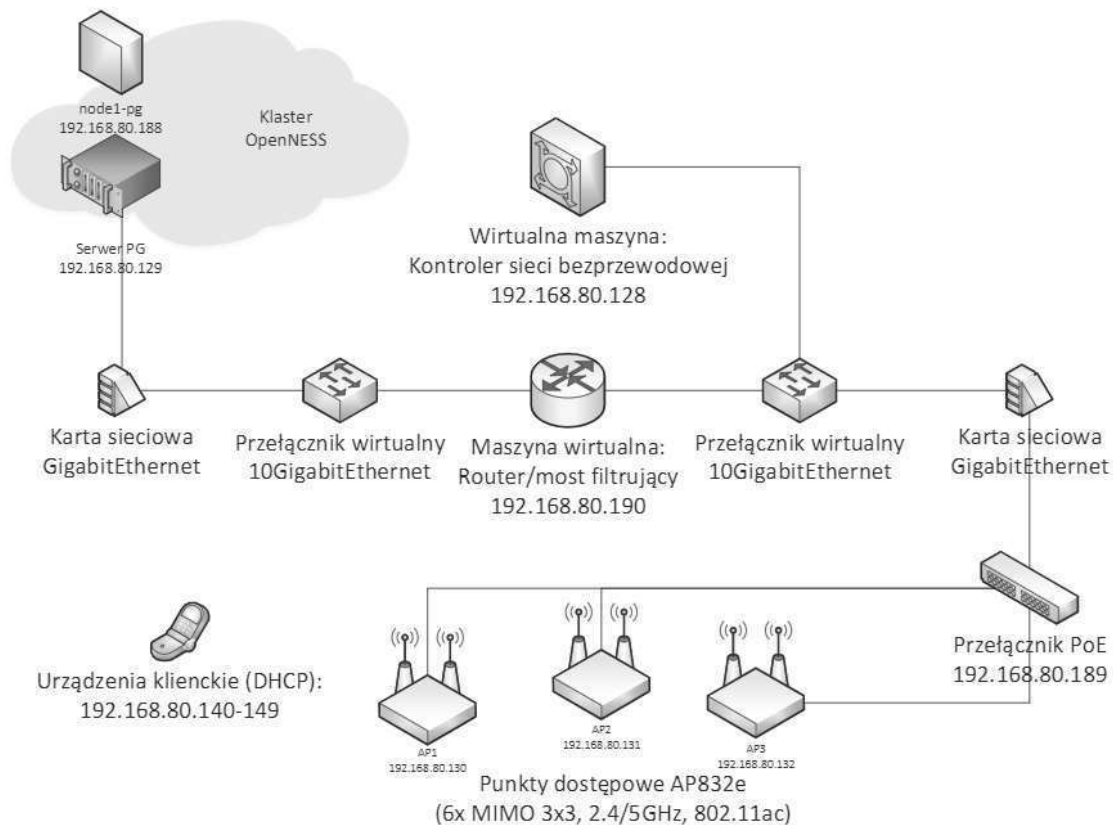 node1-pg
192.168.80.188
Klaster
OpenNESS
Serwer PG
192.168.80.129
Wirtualna maszyna:
Kontroler sieci bezprzewodowej
192.168.80.128
Karta sieciowa
GigabitEthernet
Przełącznik wirtualny
10GigabitEthernet
Maszyna wirtualna:
Router/most filtrujący
192.168.80.190
Przełącznik wirtualny
10GigabitEthernet
Karta sieciowa
GigabitEthernet
Przełącznik PoE
192.168.80.189
Urządzenia klienckie (DHCP):
192.168.80.140-149
AP1
192.168.80.130
AP2
192.168.80.131
AP3
192.168.80.132
Punkty dostępowe AP832e
(6x MIMO 3x3, 2.4/5GHz, 802.11ac)